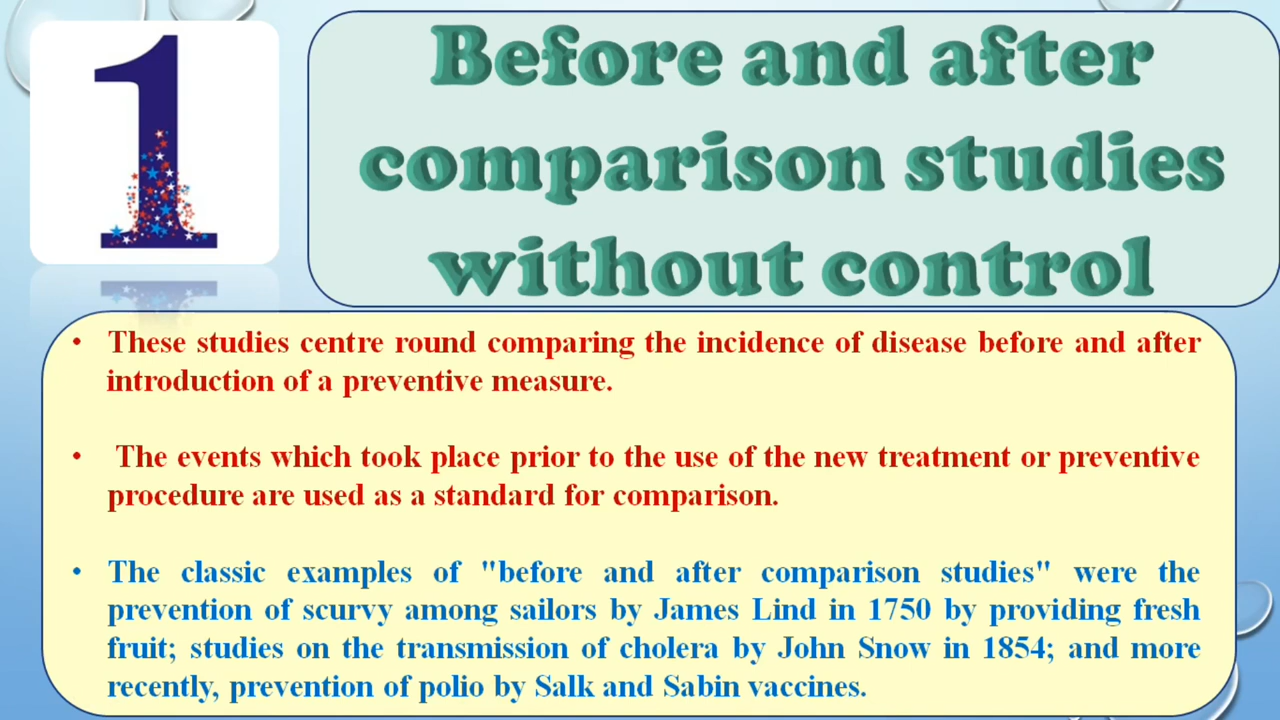 1
Before and after
comparison studies
without control
• These studies centre round comparing the incidence of disease before and after
introduction of a preventive measure.
• The events which took place prior to the use of the new treatment or preventive
procedure are used as a standard for comparison.
• The classic examples of "before and after comparison studies" were the
prevention of scurvy among sailors by James Lind in 1750 by providing fresh
fruit; studies on the transmission of cholera by John Snow in 1854; and more
recently, prevention of polio by Salk and Sabin vaccines.